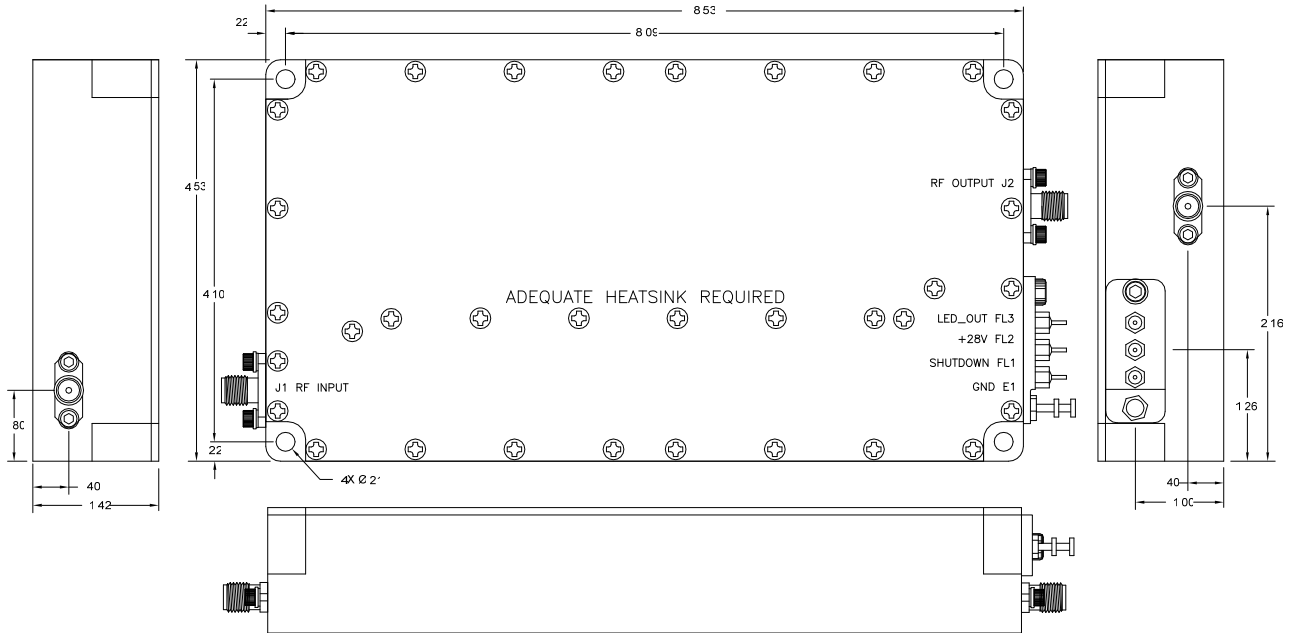 8.53
.22
8.09
4.53
4.10
RF OUTPUT J2
ADEQUATE HEATSINK REQUIRED
LED_OUT FL3
+28V FL2
SHUTDOWN FL1
GND E1
J1 RF INPUT
.80
.22
4X Ø.21
.40
1.42
2.16
1.26
.40
1.00